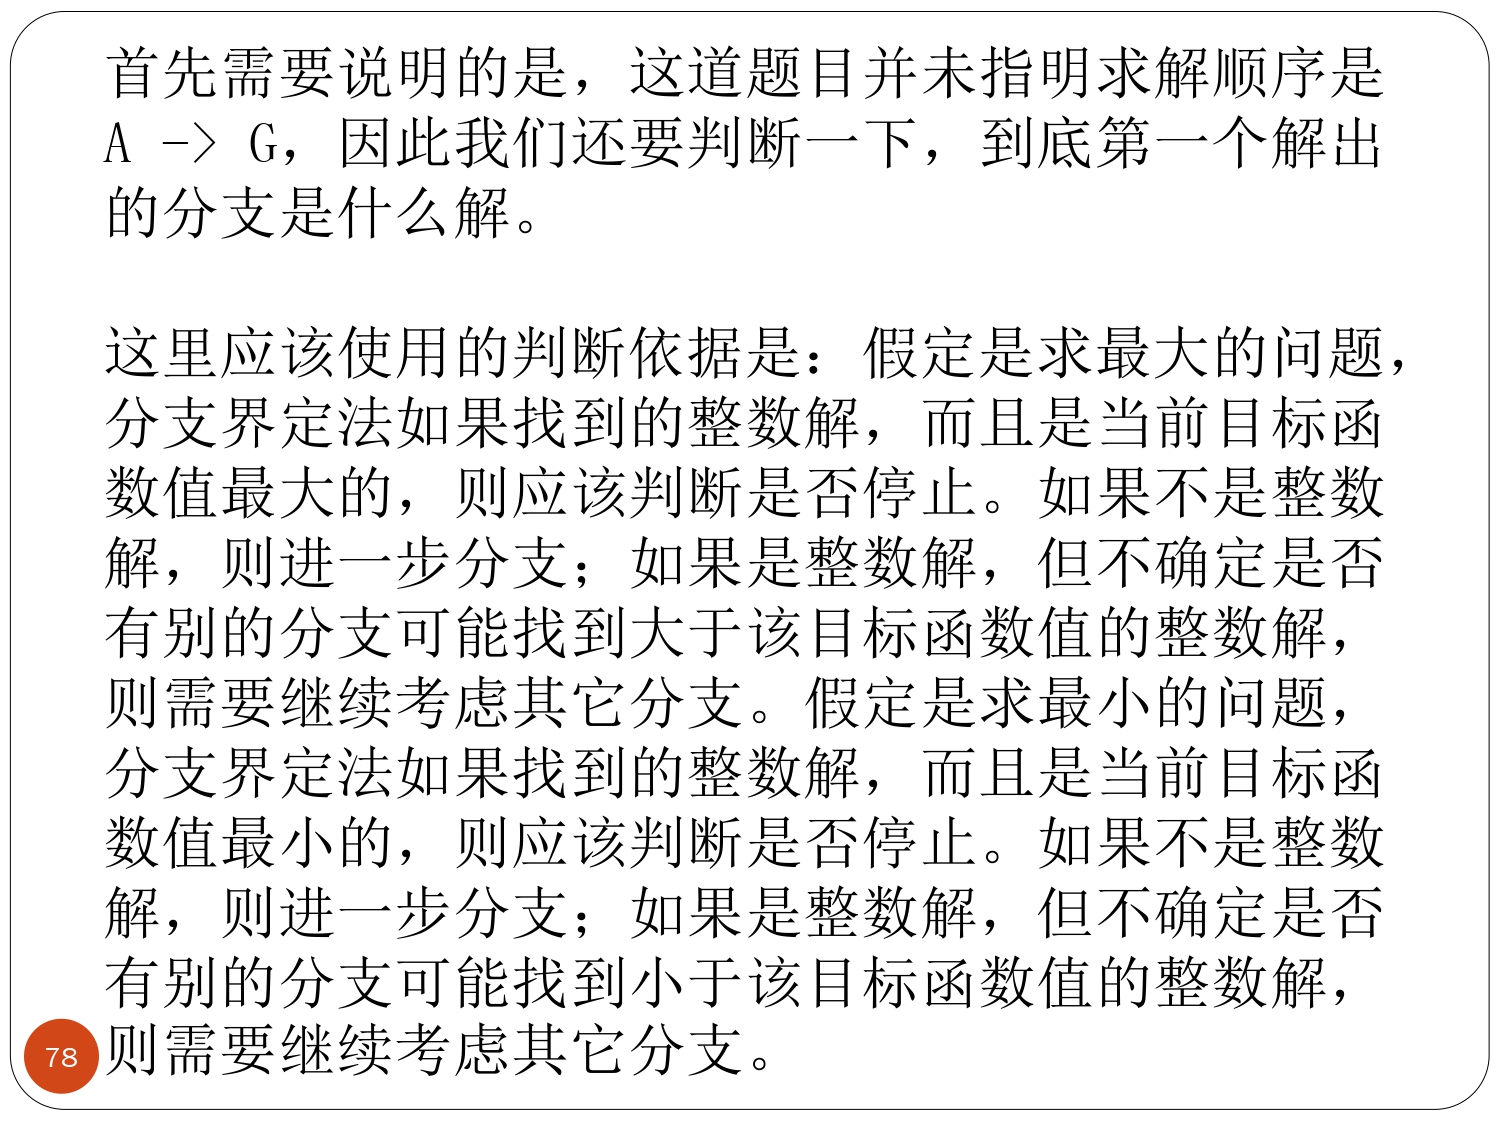 首先需要说明的是，这道题目并未指明求解顺序是
A -> G，因此我们还要判断一下，到底第一个解出
的分支是什么解。
这里应该使用的判断依据是：假定是求最大的问题，
分支界定法如果找到的整数解，而且是当前目标函
数值最大的，则应该判断是否停止。如果不是整数
解，则进一步分支；如果是整数解，但不确定是否
有别的分支可能找到大于该目标函数值的整数解，
则需要继续考虑其它分支。假定是求最小的问题，
分支界定法如果找到的整数解，而且是当前目标函
数值最小的，则应该判断是否停止。如果不是整数
解，则进一步分支；如果是整数解，但不确定是否
有别的分支可能找到小于该目标函数值的整数解，
则需要继续考虑其它分支。
78